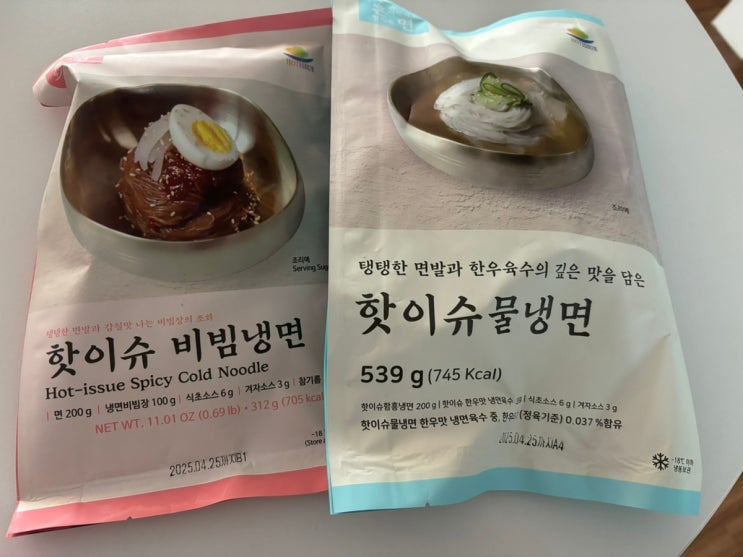 조리예
Serving Sug
탱탱한 면발과 감칠맛 나는 비빔장의 조화
핫이슈 비빔냉면
Hot-issue Spicy Cold Noodle
면 200 g | 냉면비빔장 100 g | 식초소스 6 g | 겨자소스 3 g | 참기름
NET WT. 11.01 OZ (0.69 lb) • 312 g (705 kca
-18
(Store a
2025.04.25까지B1
조리예
탱탱한 면발과 한우육수의 깊은 맛을 담은
핫이슈물냉면
539 g (745 Kcal)
핫이슈함흥냉면 200 g | 핫이슈 한우맛 냉면육수 | 식초소스 6 g | 겨자소스 3 g
핫이슈물냉면 한우맛 냉면육수 중, 한우 (정육기준) 0.037 %함유
2025.04.25까지A4
-18℃ 이하
냉동보관